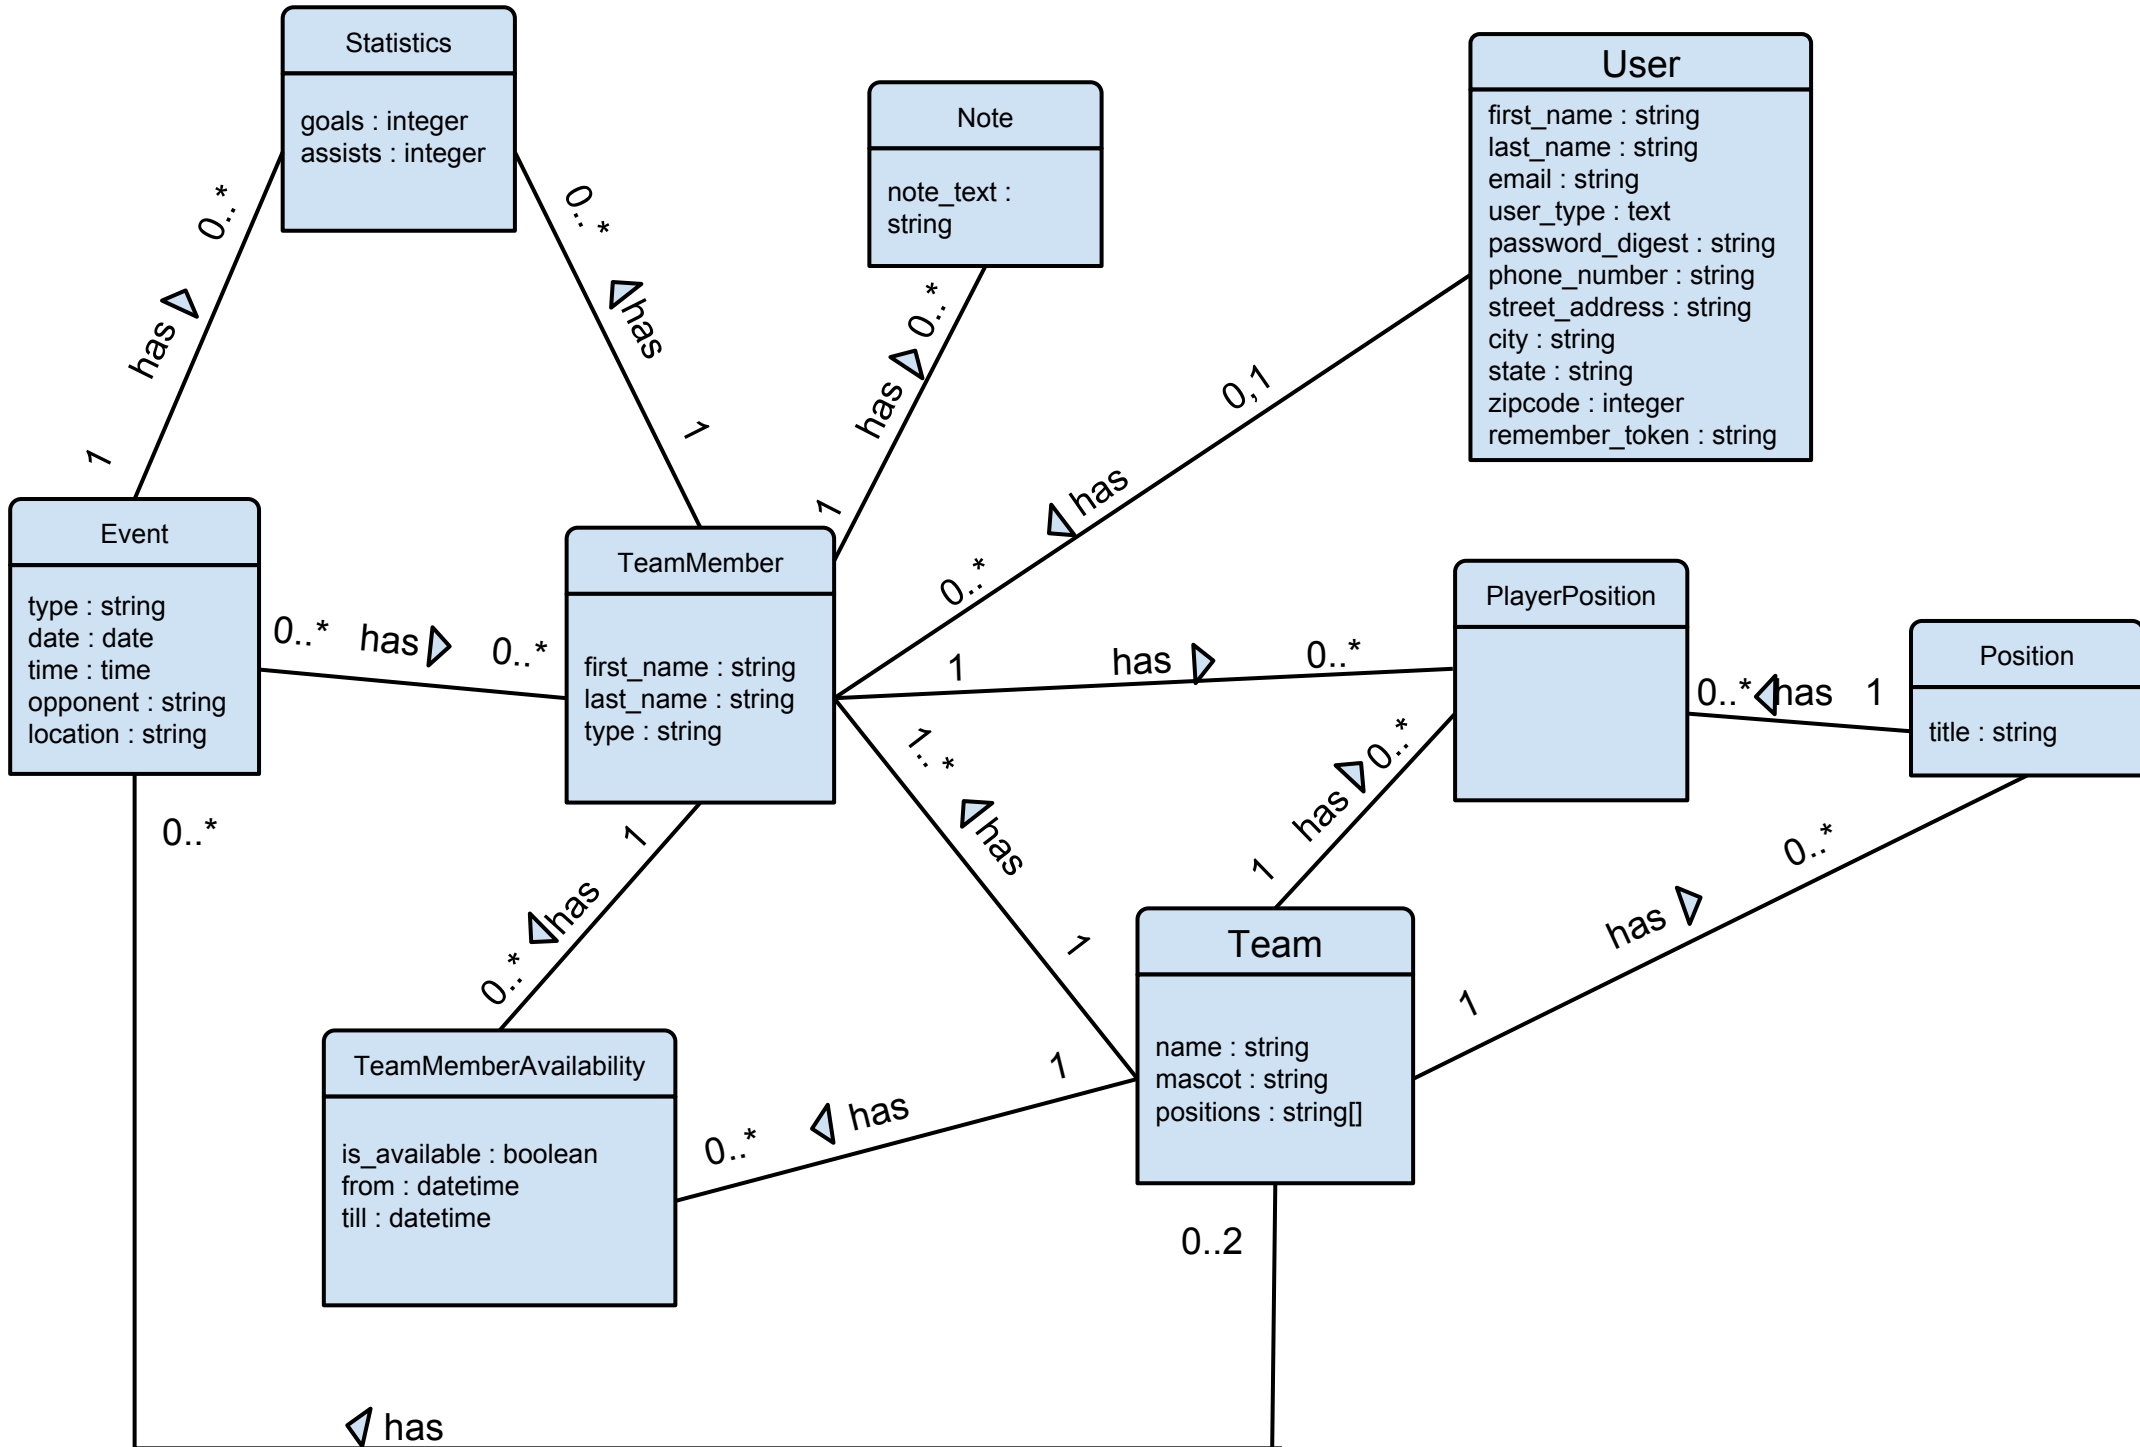 Statistics
goals : integer
assists : integer
Note
note_text :
string
User
first_name : string
last_name : string
email : string
user_type : text
password_digest : string
phone_number : string
street_address : string
city : string
state : string
zipcode : integer
remember_token : string
0..*
has
1
0..*
has
1
0..*
has
1
0,1
has
0..*
Event
type : string
date : date
time : time
opponent : string
location : string
0..* has 0..*
TeamMember
first_name : string
last_name : string
type : string
1 has 0..*
PlayerPosition
0..* has 1
Position
title : string
0..*
1
has
0..*
1..*
has
1
0..*
has
1
0..*
has
1
TeamMemberAvailability
is_available : boolean
from : datetime
till : datetime
0..* has 1
Team
name : string
mascot : string
positions : string[]
0..2
has